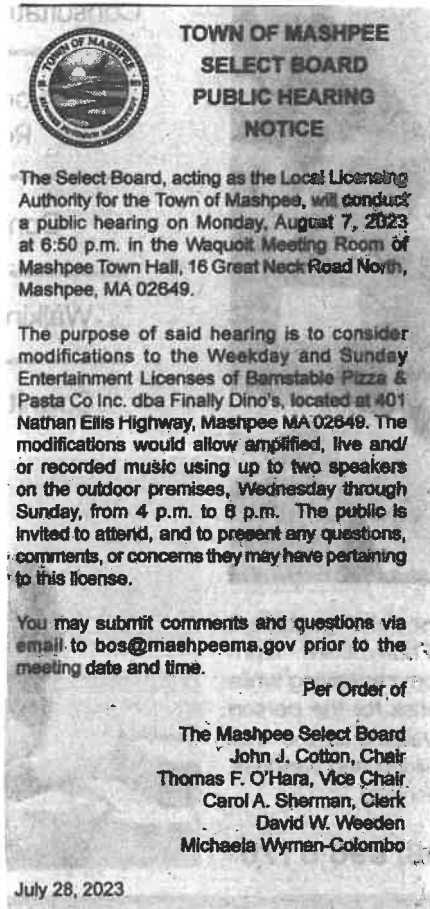 TOWN OF MASHPEE
TOWN OF MASHPEE
SELECT BOARD
PUBLIC HEARING
NOTICE
The Select Board, acting as the Local Licensing
Authority for the Town of Mashpee, will conduct
a public hearing on Monday, August 7, 2023
at 6:50 p.m. in the Waquoit Meeting Room of
Mashpee Town Hall, 16 Great Neck Road North,
Mashpee, MA 02649.
The purpose of said hearing is to consider
modifications to the Weekday and Sunday
Entertainment Licenses of Barnstable Pizza &
Pasta Co Inc. dba Finally Dino's, located at 401
Nathan Ellis Highway, Mashpee MA 02649. The
modifications would allow amplified, live and/
or recorded music using up to two speakers
on the outdoor premises, Wednesday through
Sunday, from 4 p.m. to 8 p.m. The public is
invited to attend, and to present any questions,
comments, or concerns they may have pertaining
to this license.
You may submit comments and questions via
email to bos@mashpeema.gov prior to the
meeting date and time.
Per Order of
The Mashpee Select Board
John J. Cotton, Chair
Thomas F. O'Hara, Vice Chair
Carol A. Sherman, Clerk
David W. Weeden
Michaela Wyman-Colombo
July 28, 2023